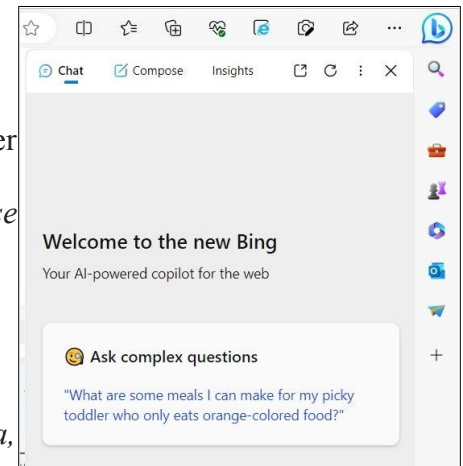 Chat Compose Insights
Welcome to the new Bing
Your AI-powered copilot for the web
Ask complex questions
"What are some meals I can make for my picky
toddler who only eats orange-colored food?"